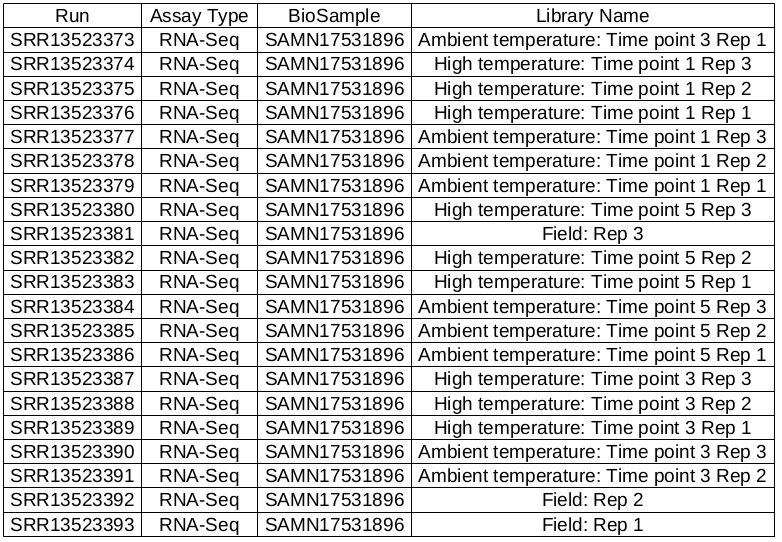 Run Assay Type BioSample Library Name
SRR13523373 RNA-Seq SAMN17531896 Ambient temperature: Time point 3 Rep 1
SRR13523374 RNA-Seq SAMN17531896 High temperature: Time point 1 Rep 3
SRR13523375 RNA-Seq SAMN17531896 High temperature: Time point 1 Rep 2
SRR13523376 RNA-Seq SAMN17531896 High temperature: Time point 1 Rep 1
SRR13523377 RNA-Seq SAMN17531896 Ambient temperature: Time point 1 Rep 3
SRR13523378 RNA-Seq SAMN17531896 Ambient temperature: Time point 1 Rep 2
SRR13523379 RNA-Seq SAMN17531896 Ambient temperature: Time point 1 Rep 1
SRR13523380 RNA-Seq SAMN17531896 High temperature: Time point 5 Rep 3
SRR13523381 RNA-Seq SAMN17531896 Field: Rep 3
SRR13523382 RNA-Seq SAMN17531896 High temperature: Time point 5 Rep 2
SRR13523383 RNA-Seq SAMN17531896 High temperature: Time point 5 Rep 1
SRR13523384 RNA-Seq SAMN17531896 Ambient temperature: Time point 5 Rep 3
SRR13523385 RNA-Seq SAMN17531896 Ambient temperature: Time point 5 Rep 2
SRR13523386 RNA-Seq SAMN17531896 Ambient temperature: Time point 5 Rep 1
SRR13523387 RNA-Seq SAMN17531896 High temperature: Time point 3 Rep 3
SRR13523388 RNA-Seq SAMN17531896 High temperature: Time point 3 Rep 2
SRR13523389 RNA-Seq SAMN17531896 High temperature: Time point 3 Rep 1
SRR13523390 RNA-Seq SAMN17531896 Ambient temperature: Time point 3 Rep 3
SRR13523391 RNA-Seq SAMN17531896 Ambient temperature: Time point 3 Rep 2
SRR13523392 RNA-Seq SAMN17531896 Field: Rep 2
SRR13523393 RNA-Seq SAMN17531896 Field: Rep 1